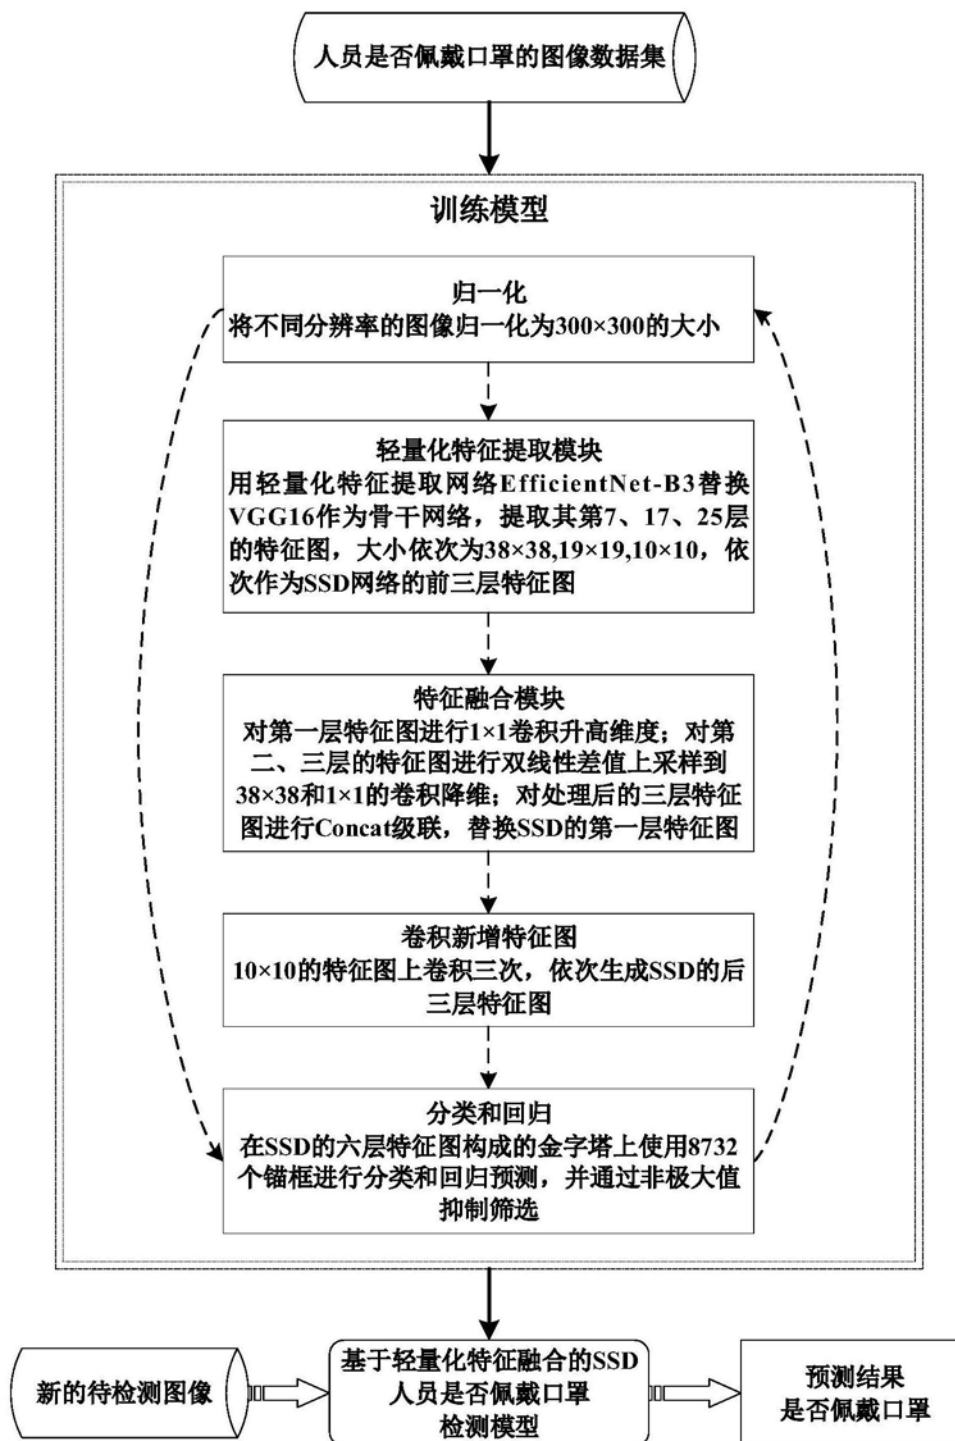 人员是否佩戴口罩的图像数据集
训练模型
归一化
将不同分辨率的图像归一化为300×300的大小
轻量化特征提取模块
用轻量化特征提取网络EfficientNet-B3替换
VGG16作为骨干网络，提取其第7、17、25层
的特征图，大小依次为38×38,19×19,10×10，依
次作为SSD网络的前三层特征图
特征融合模块
对第一层特征图进行1×1卷积升高维度；对第
二、三层的特征图进行双线性差值上采样到
38×38和1×1的卷积降维；对处理后的三层特征
图进行Concat级联，替换SSD的第一层特征图
卷积新增特征图
10×10的特征图上卷积三次，依次生成SSD的后
三层特征图
分类和回归
在SSD的六层特征图构成的金字塔上使用8732
个锚框进行分类和回归预测，并通过非极大值
抑制筛选
新的待检测图像
基于轻量化特征融合的SSD
人员是否佩戴口罩
检测模型
预测结果
是否佩戴口罩